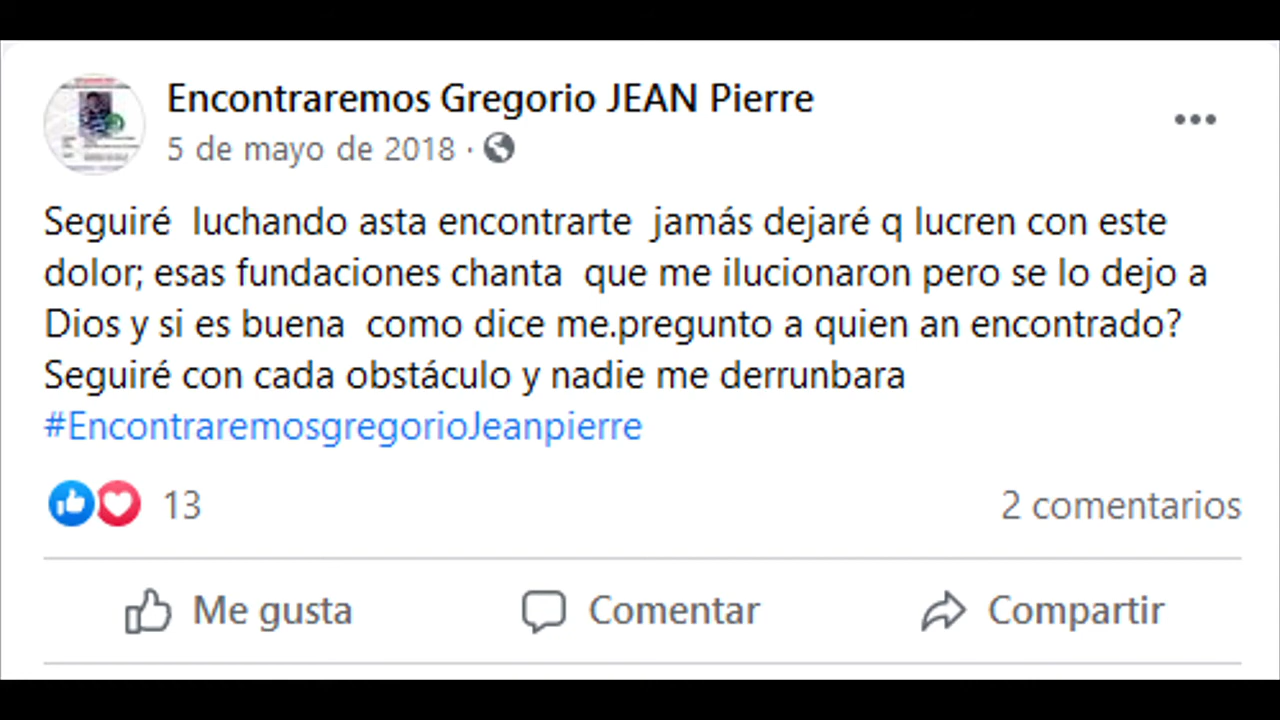 Encontraremos Gregorio JEAN Pierre
5 de mayo de 2018 ·
Seguiré luchando asta encontrarte jamás dejaré q lucren con este
dolor; esas fundaciones chanta que me ilucionaron pero se lo dejo a
Dios y si es buena como dice me.pregunto a quien an encontrado?
Seguiré con cada obstáculo y nadie me derrunbara
#EncontraremosgregorioJeanpierre
13
2 comentarios
Me gusta
Comentar
Compartir